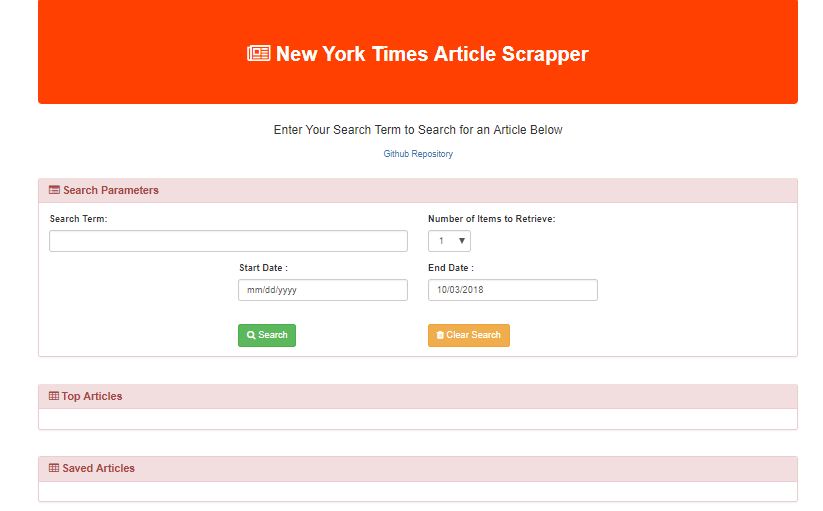 New York Times Article Scrapper
Enter Your Search Term to Search for an Article Below
Github Repository
Search Parameters
Search Term:
Number of Items to Retrieve:
1
Start Date :
End Date :
mm/dd/yyyy
10/03/2018
Search
Clear Search
Top Articles
Saved Articles